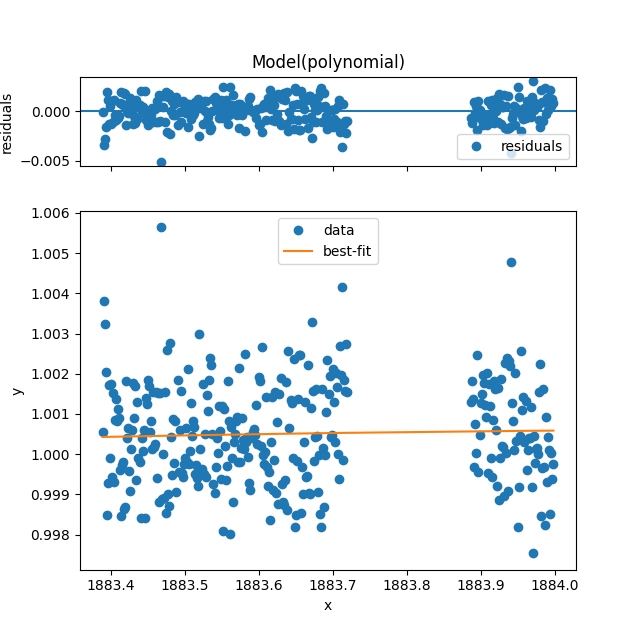 Model(polynomial)
residuals
0.000
−0.005
residuals
y
1.006
1.005
1.004
1.003
1.002
1.001
1.000
0.999
0.998
data
best-fit
1883.4
1883.5
1883.6
1883.7
1883.8
1883.9
1884.0
x